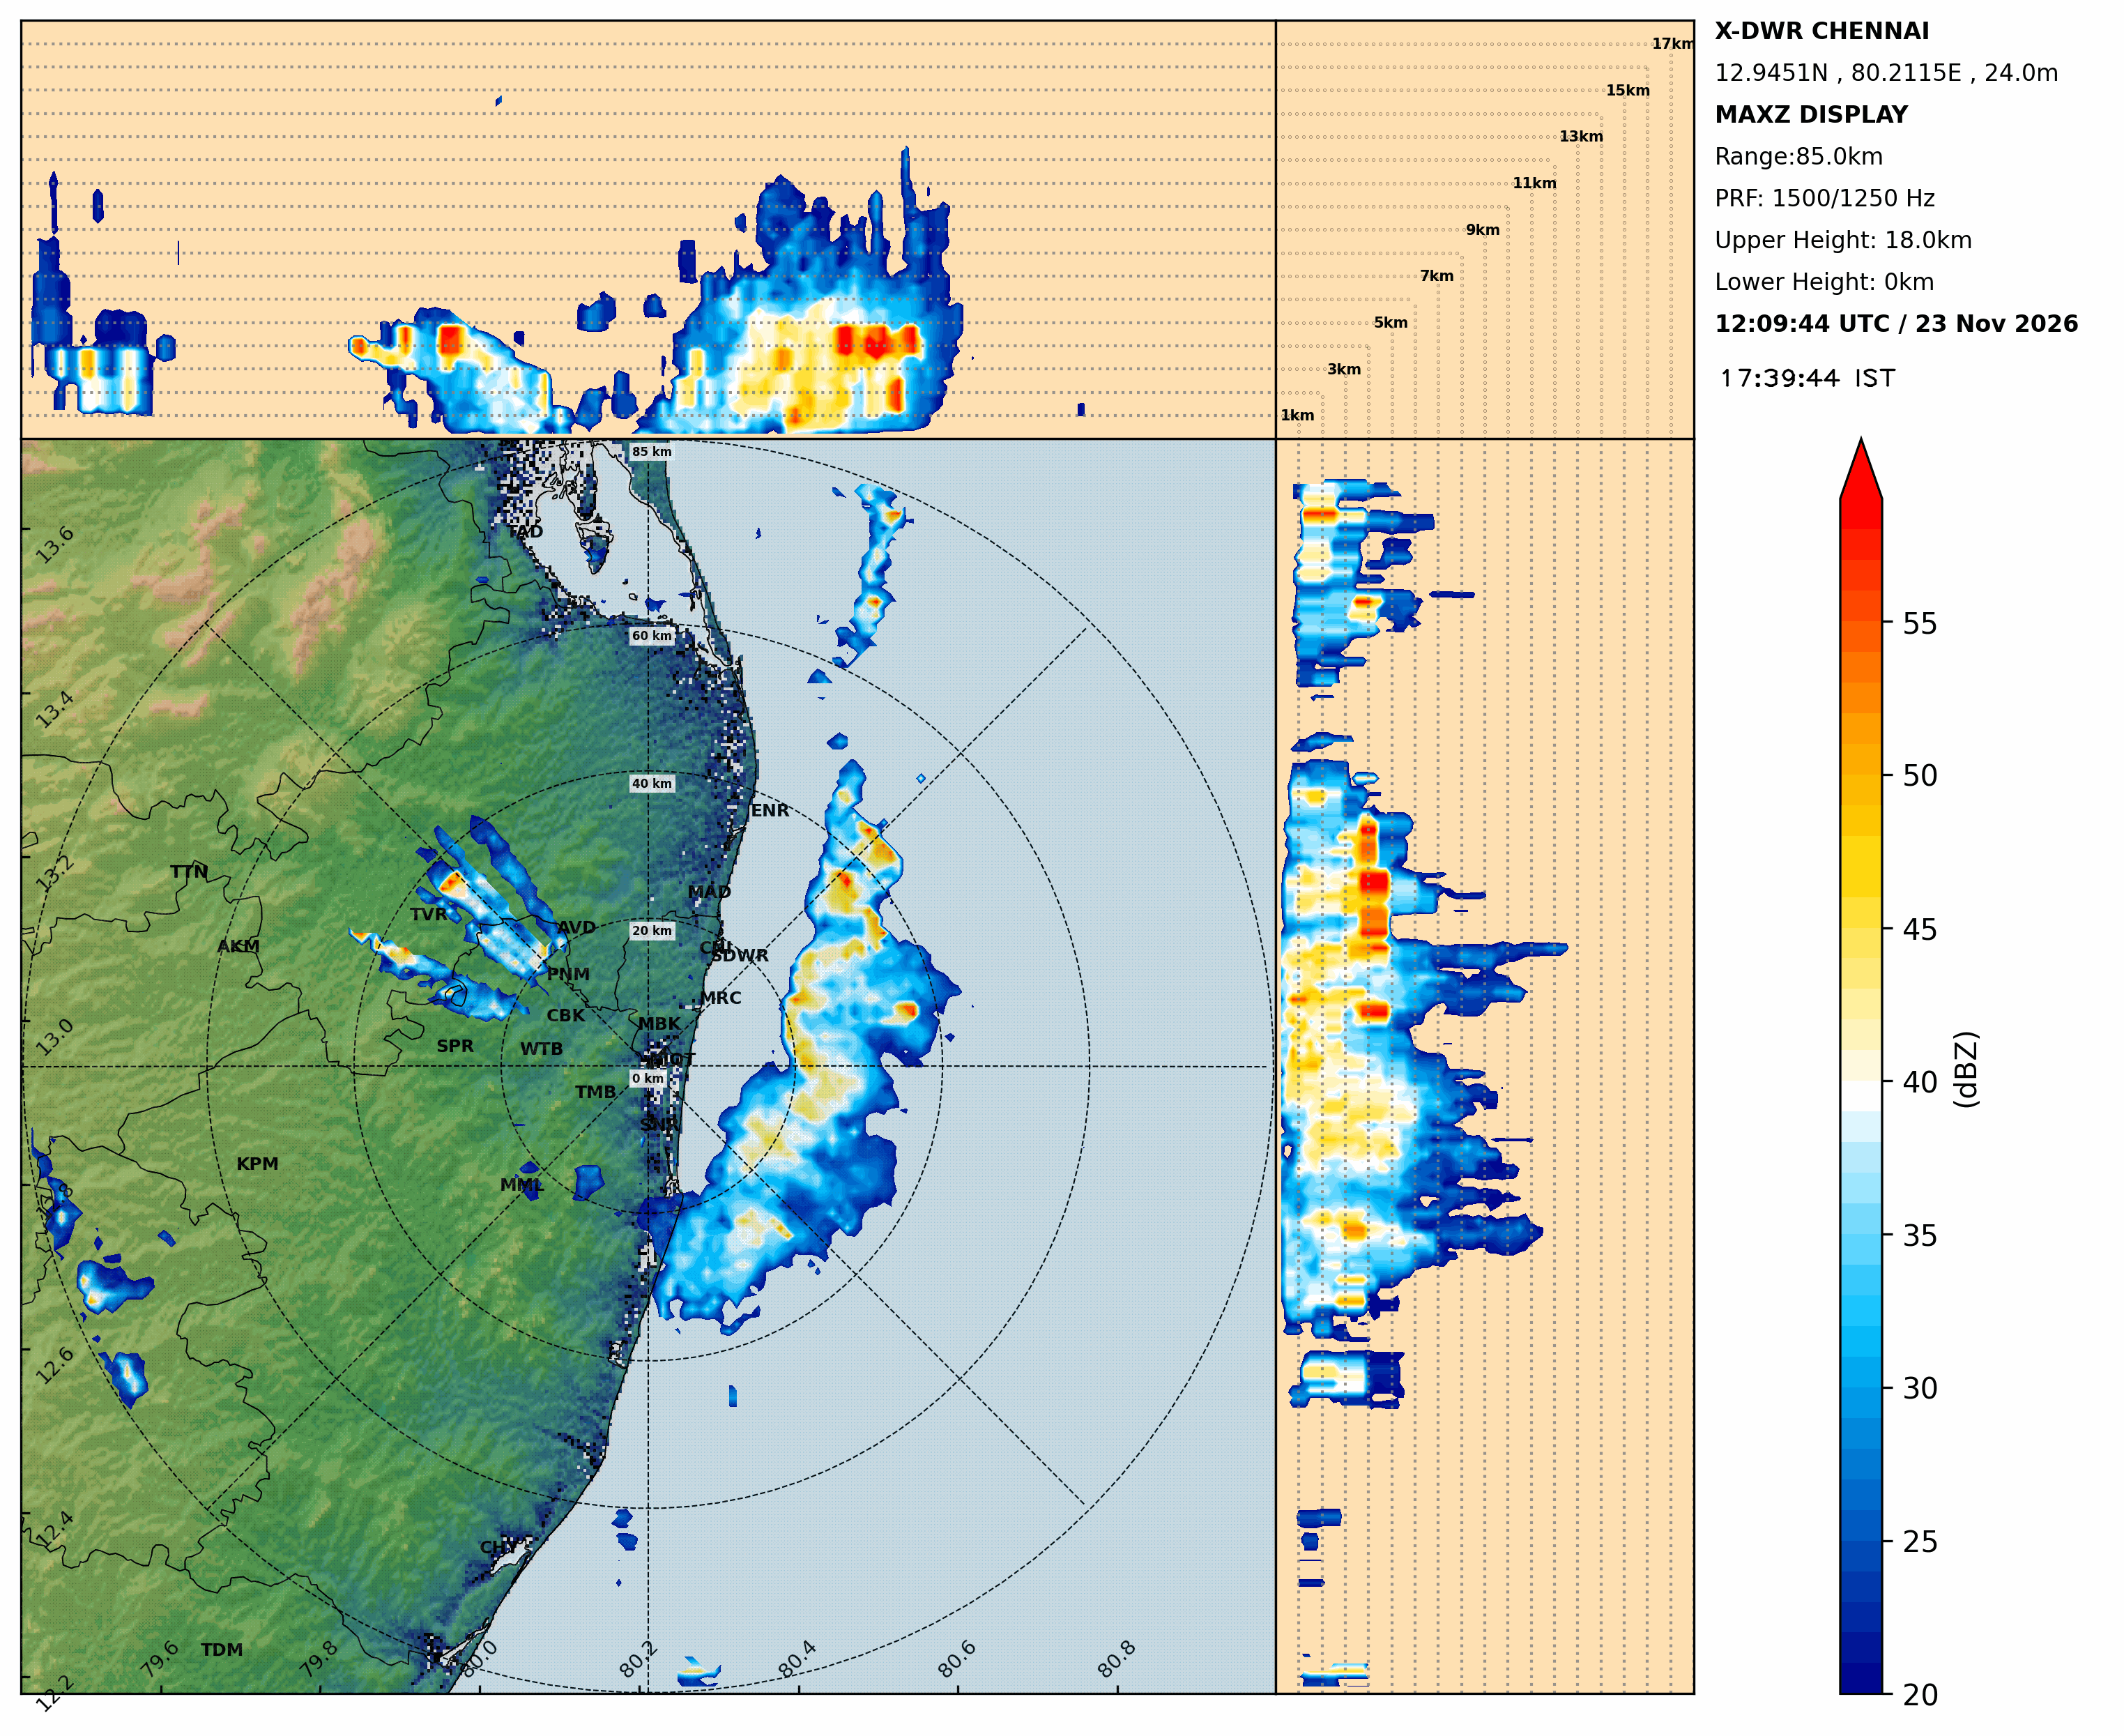 X-DWR CHENNAI
12.9451N , 80.2115E , 24.0m
MAXZ DISPLAY
Range:85.0km
PRF: 1500/1250 Hz
Upper Height: 18.0km
Lower Height: 0km
12:09:44 UTC / 23 Nov 2026
17:39:44 IST
17km
15km
13km
11km
9km
7km
5km
3km
1km
85 km
60 km
40 km
20 km
0 km
TAD
ENR
TTN
MAD
TVR
AVD
AKM
SDWR
PNM
MRC
CBK
MBK
SPR
WTB
TMB
SNR
KPM
MML
CHY
TDM
13.6
13.4
13.2
13.0
12.6
12.4
12.2
79.6
79.8
80.0
80.2
80.4
80.6
80.8
55
50
45
40
35
30
25
20
(dBZ)